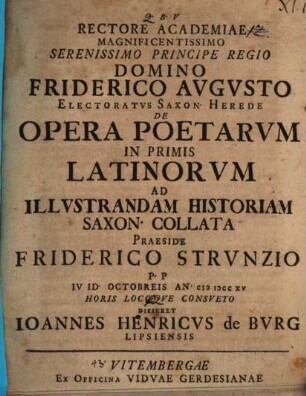 Q·B·V
RECTORE ACADEMIAE
MAGNIFICENTISSIMO
SERENISSIMO PRINCIPE REGIO
DOMINO
FRIDERICO AVGVSTO
ELECTORATVS SAXON· HEREDE
DE
OPERA POETARVM
IN PRIMIS
LATINORVM
AD
ILLVSTRANDAM HISTORIAM
SAXON· COLLATA
PRAESIDE
FRIDERICO STRVNZIO
P·P
IV ID· OCTOBREIS AN· CIↃ IↃCC XV
HORIS LOCOQVE CONSVETO
DISSERET
IOANNES HENRICVS de BVRG
LIPSIENSIS
VITEMBERGAE
EX OFFICINA VIDVAE GERDESIANAE